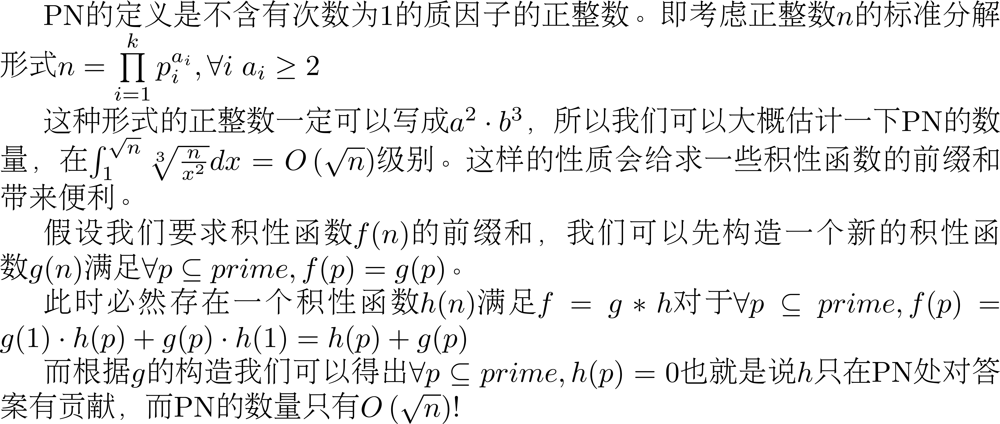 PN的定义是不含有次数为1的质因子的正整数。即考虑正整数$n$的标准分解
形式$n = \prod_{i=1}^{k} p_i^{a_i}, \forall i\ a_i \geq 2$
这种形式的正整数一定可以写成$a^2 \cdot b^3$，所以我们可以大概估计一下PN的数
量，在$\int_1^{\sqrt{n}} \sqrt[3]{\frac{n}{x^2}} dx = O(\sqrt{n})$级别。这样的性质会给求一些积性函数的前缀和
带来便利。
假设我们要求积性函数$f(n)$的前缀和，我们可以先构造一个新的积性函
数$g(n)$满足$\forall p \subseteq prime, f(p) = g(p)$。
此时必然存在一个积性函数$h(n)$满足$f = g * h$对于$\forall p \subseteq prime, f(p) =$
$g(1) \cdot h(p) + g(p) \cdot h(1) = h(p) + g(p)$
而根据$g$的构造我们可以得出$\forall p \subseteq prime, h(p) = 0$也就是说$h$只在PN处对答
案有贡献，而PN的数量只有$O(\sqrt{n})$!